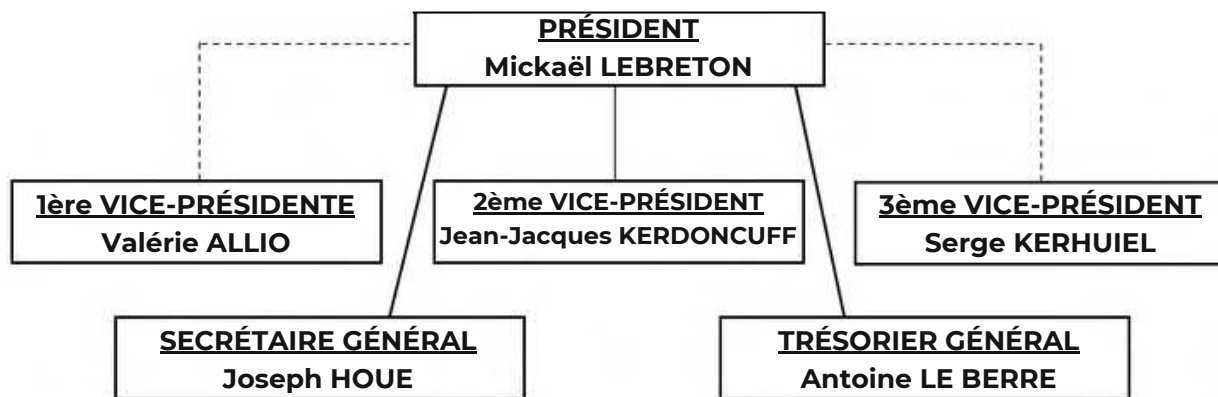 PRÉSIDENT
Mickaël LEBRETON
1ère VICE-PRÉSIDENTE
Valérie ALLIO
2ème VICE-PRÉSIDENT
Jean-Jacques KERDONCUFF
3ème VICE-PRÉSIDENT
Serge KERHUIEL
SECRÉTAIRE GÉNÉRAL
Joseph HOUE
TRÉSORIER GÉNÉRAL
Antoine LE BERRE